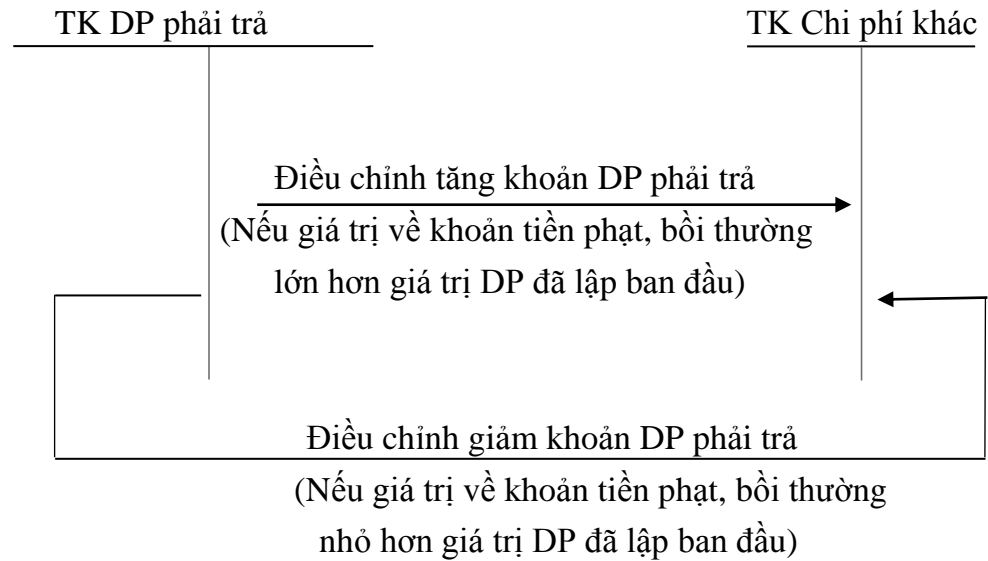 TK DP phải trả
TK Chi phí khác
Điều chỉnh tăng khoản DP phải trả
(Nếu giá trị về khoản tiền phạt, bồi thường
lớn hơn giá trị DP đã lập ban đầu)
Điều chỉnh giảm khoản DP phải trả
(Nếu giá trị về khoản tiền phạt, bồi thường
nhỏ hơn giá trị DP đã lập ban đầu)